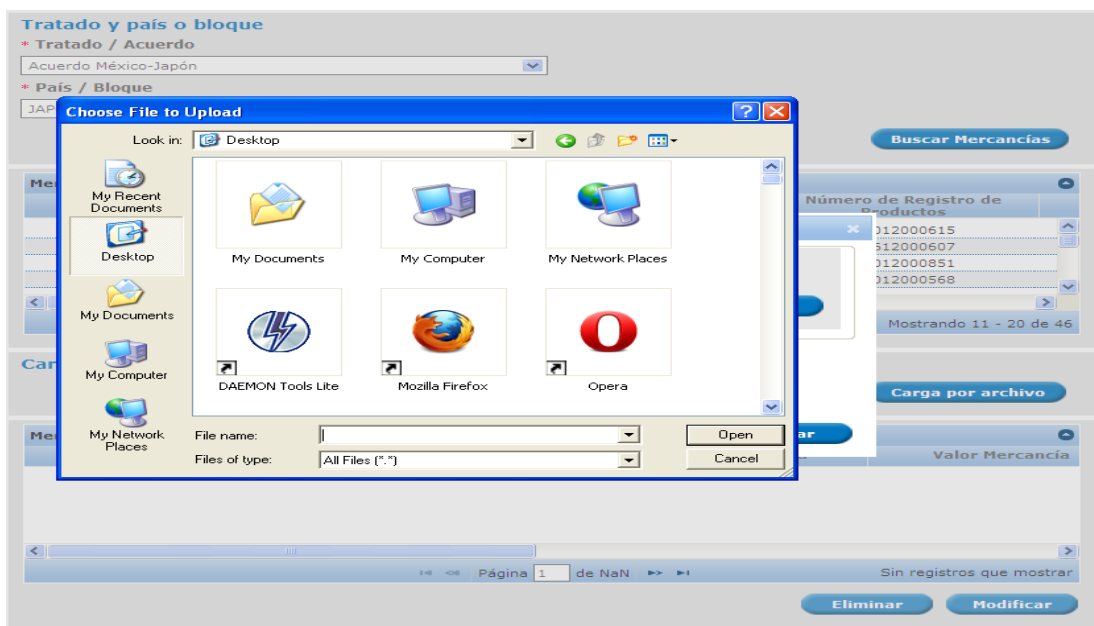 Tratado y país o bloque
* Tratado / Acuerdo
Acuerdo México-Japón
* País / Bloque
JAP
Choose File to Upload
Look in:
Desktop
Buscar Mercancías
My Recent
Documents
Desktop
My Documents
My Computer
My Network
Places
My Documents
My Computer
My Network Places
DAEMON Tools Lite
Mozilla Firefox
Opera
File name:
Open
Files of type:
All Files (*.*)
Cancel
Mer
Número de Registro de
Productos
012000615
512000607
012000851
012000568
Mostrando 11 - 20 de 46
Car
Carga por archivo
ar
Mer
Valor Mercancía
Página 1 de NaN
Sin registros que mostrar
Eliminar
Modificar